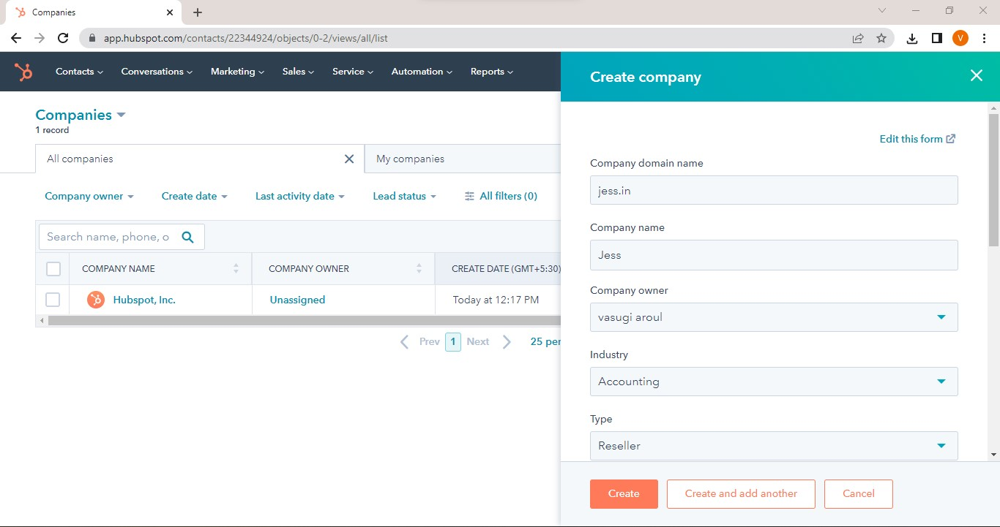 Companies
app.hubspot.com/contacts/22344924/objects/0-2/views/all/list
V
Contacts Conversations Marketing Sales Service Automation Reports
Companies
1 record
All companies
My companies
Company owner Create date Last activity date Lead status All filters (0)
Search name, phone, o
COMPANY NAME COMPANY OWNER CREATE DATE (GMT+5:30)
Hubspot, Inc. Unassigned Today at 12:17 PM
Prev 1 Next 25 per
Create company
Edit this form
Company domain name
jess.in
Company name
Jess
Company owner
vasugi aroul
Industry
Accounting
Type
Reseller
Create Create and add another Cancel